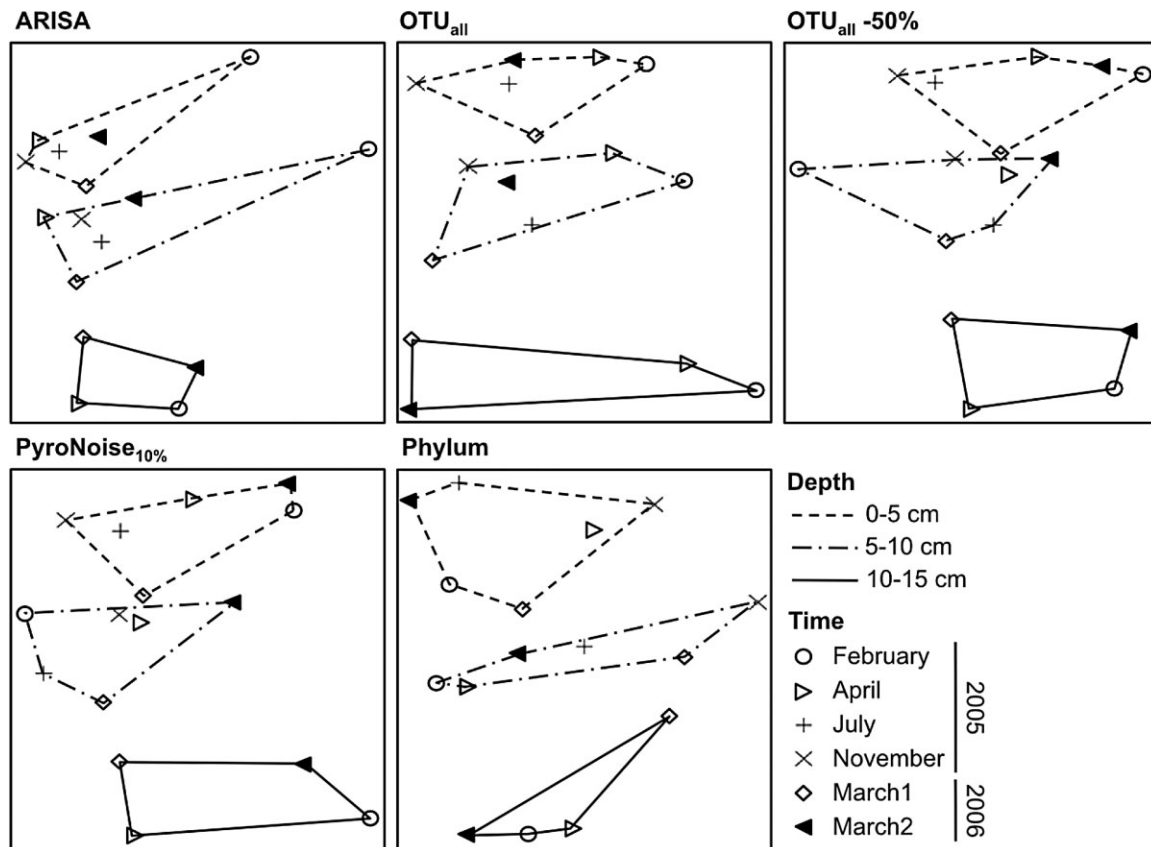 ARISA
OTUall
OTUall -50%
PyroNoise10%
Phylum
Depth
0-5 cm
5-10 cm
10-15 cm
Time
February
April
July
November
March1
March2
2005
2006